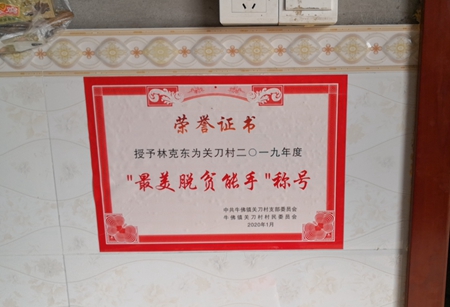 荣誉证书
授予林克东为关刀村二〇一九年度
"最美脱贫能手"称号
中共牛佛镇关刀村支部委员会
牛佛镇关刀村村民委员会
2020年1月